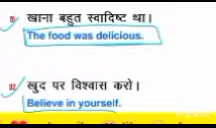 खाना बहुत स्वादिष्ट था।
The food was delicious.
खुद पर विश्वास करो।
Believe in yourself.